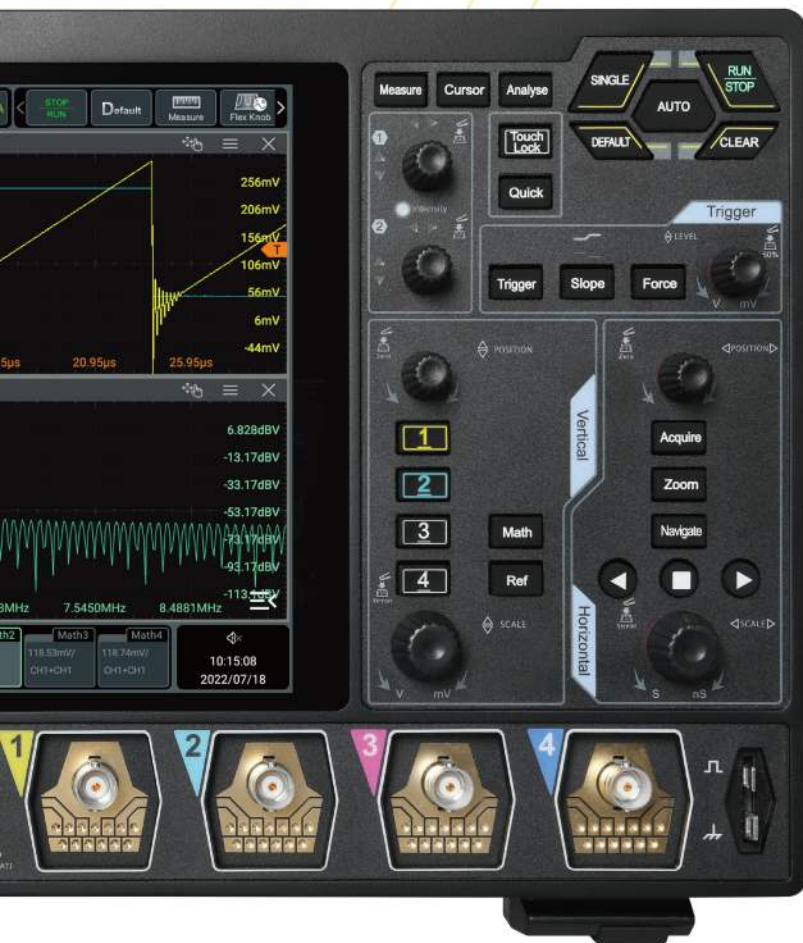 STOP
RUN
Default
Measure
Flex Knob
256mV
206mV
156mV
T
106mV
56mV
6mV
-44mV
20.95µs
25.95µs
6.828dBV
-13.17dBV
-33.17dBV
-53.17dBV
-73.17dBV
-93.17dBV
7.5450MHz
8.4881MHz
Math3
118.53mV/
CH1+CH1
Math4
118.74mV/
CH1+CH1
10:15:08
2022/07/18
Measure
Cursor
Analyse
SINGLE
RUN
STOP
AUTO
DEFAULT
CLEAR
1
Intensity
2
Touch
Lock
Quick
Trigger
LEVEL
50%
Trigger
Slope
Force
V
mV
Zero
POSITION
Vertical
1
2
3
4
Math
Ref
SCALE
V
mV
Zero
POSITION
Acquire
Zoom
Navigate
Horizontal
SCALE
S
nS
1
2
3
4